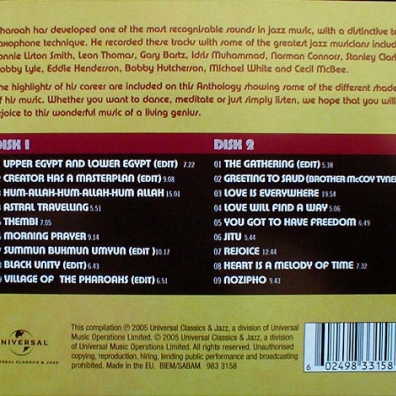 haroah has developed one of the most recognisable sounds in jazz music, with a distinctive t
axophone technique. He recorded these tracks with some of the greatest jazz musicians includ
onnie Liston Smith, Leon Thomas, Gary Bartz, Idris Muhammad, Norman Connors, Stanley Clar
obby Lyle, Eddie Henderson, Bobby Hutcherson, Michael White and Cecil McBee.
he highlights of his career are included on this Anthology showing some of the different shade
f his music. Whether you want to dance, meditate or just simply listen, we hope that you will
ejoice to this wonderful music of a living genius.
DISK 1
UPPER EGYPT AND LOWER EGYPT (EDIT) 7.22
CREATOR HAS A MASTERPLAN (EDIT) 9.08
HUM-ALLAH-HUM-ALLAH-HUM ALLAH 15.01
ASTRAL TRAVELLING 5.51
THEMBI 7.05
MORNING PRAYER 9.14
SUMMUN BUKMUN UMYUN (EDIT )10.17
BLACK UNITY (EDIT) 6.43
VILLAGE OF THE PHAROAHS (EDIT) 6.51
DISK 2
01 THE GATHERING (EDIT) 5.38
02 GREETING TO SAUD (BROTHER McCOY TYNE
03 LOVE IS EVERYWHERE 19.54
04 LOVE WILL FIND A WAY 5.06
05 YOU GOT TO HAVE FREEDOM 6.49
06 JITU 9.44
07 REJOICE 12.44
08 HEART IS A MELODY OF TIME 7.32
09 NOZIPHO 9.43
UNIVERSAL
UNIVERSAL CLASSICS & JAZZ
This compilation ℗ 2005 Universal Classics & Jazz, a division of Universal
Music Operations Limited. © 2005 Universal Classics & Jazz, a division of
Universal Music Operations Limited. All rights reserved. Unauthorised
copying, reproduction, hiring, lending public performance and broadcasting
prohibited. Made in the EU. BIEM/SABAM. 983 3158
6 02498 33158